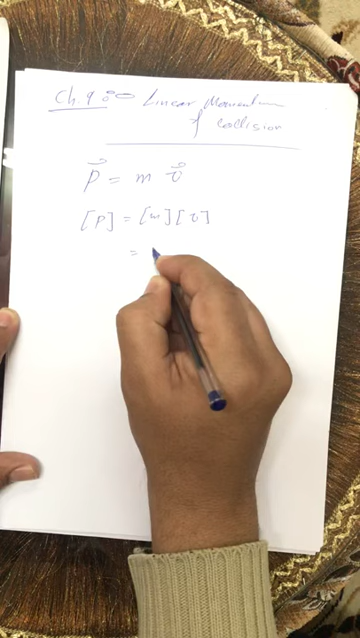 Ch. 9 :- Linear Momentum
& collision
p⃗ = m v⃗
[P] = [m][v]
=